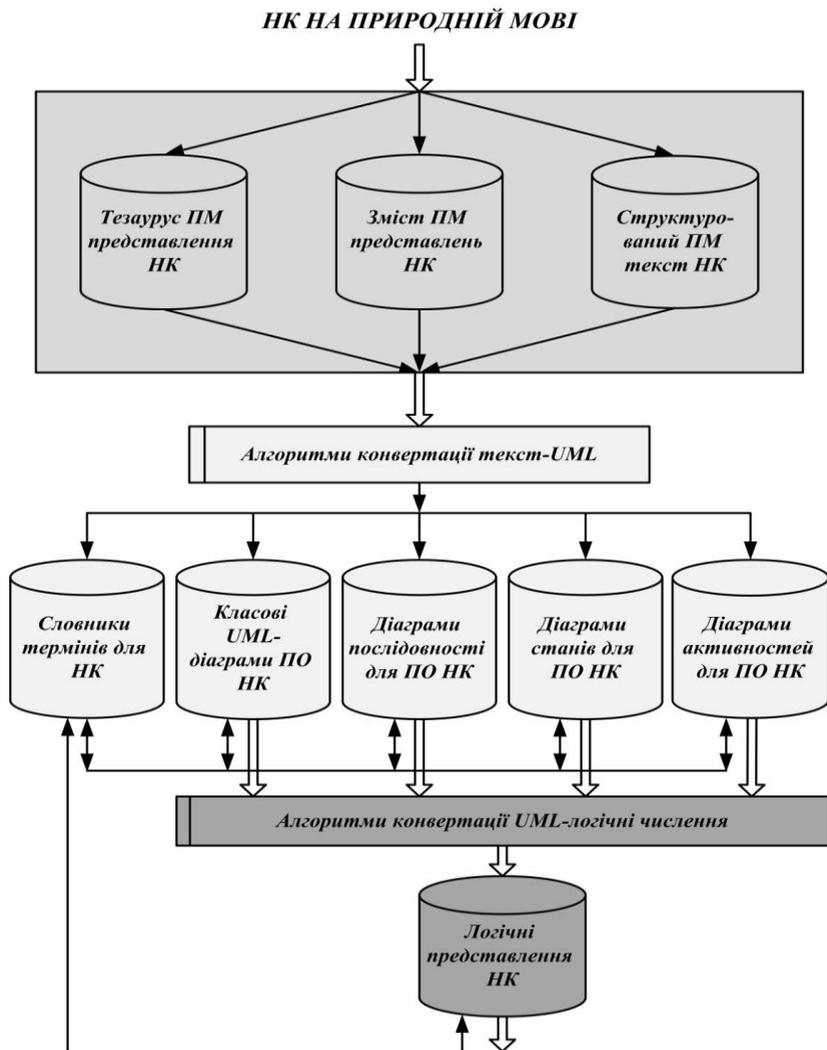 НК НА ПРИРОДНІЙ МОВІ
Тезаурус ПМ
представлення
НК
Зміст ПМ
представлень
НК
Структуро-
ваний ПМ
текст НК
Алгоритми конвертації текст-UML
Словники
термінів для
НК
Класові
UML-
діаграми ПО
НК
Діаграми
послідовності
для ПО НК
Діаграми
станів для
ПО НК
Діаграми
активностей
для ПО НК
Алгоритми конвертації UML-логічні числення
Логічні
представлення
НК